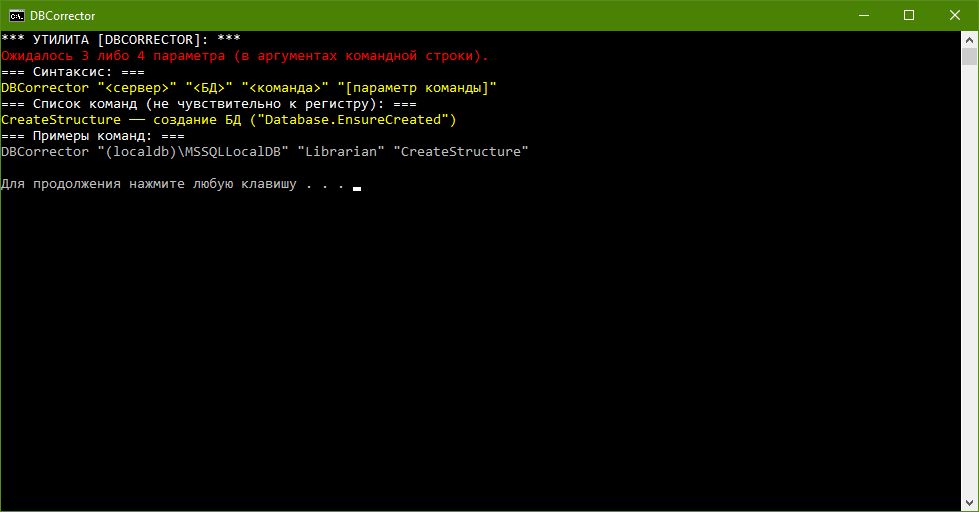 DBCorrector
*** УТИЛИТА [DBCORRECTOR]: ***
Ожидалось 3 либо 4 параметра (в аргументах командной строки).
=== Синтаксис: ===
DBCorrector "<сервер>" "<БД>" "<команда>" "[параметр команды]"
=== Список команд (не чувствительно к регистру): ===
CreateStructure —— создание БД ("Database.EnsureCreated")
=== Примеры команд: ===
DBCorrector "(localdb)\MSSQLLocalDB" "Librarian" "CreateStructure"
Для продолжения нажмите любую клавишу . . .